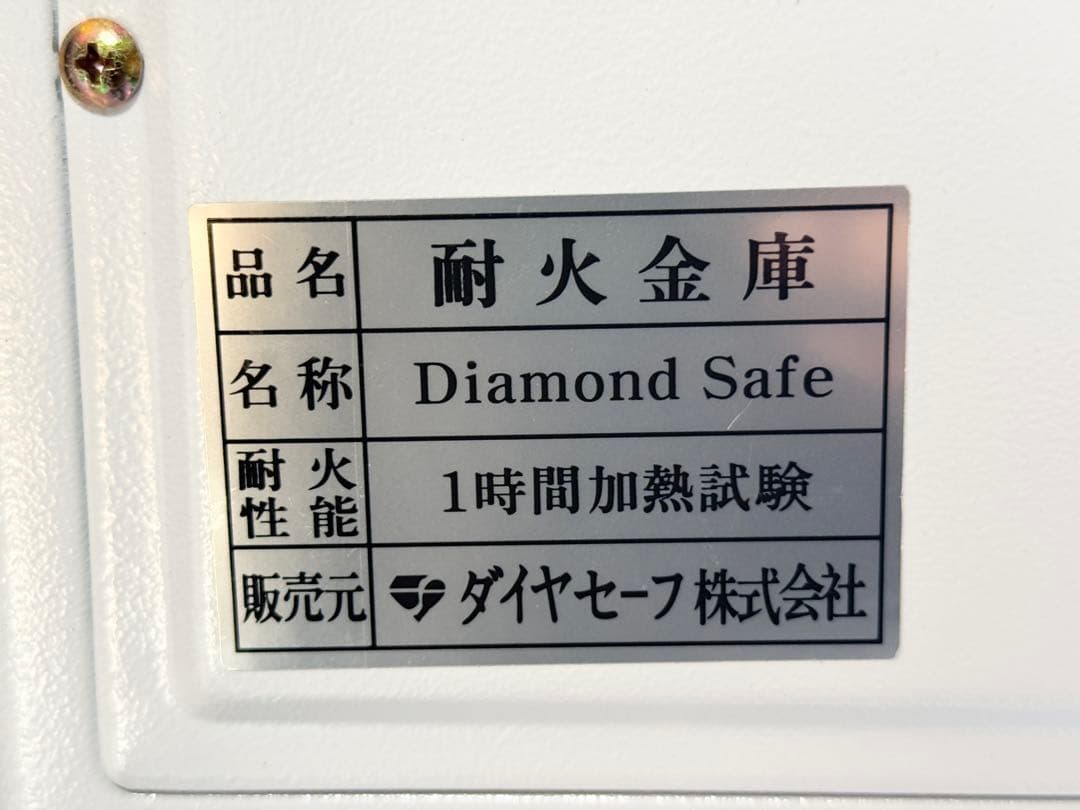 品名 耐火金庫
名称 Diamond Safe
耐火性能 1時間加熱試験
販売元 ダイヤセーフ株式会社